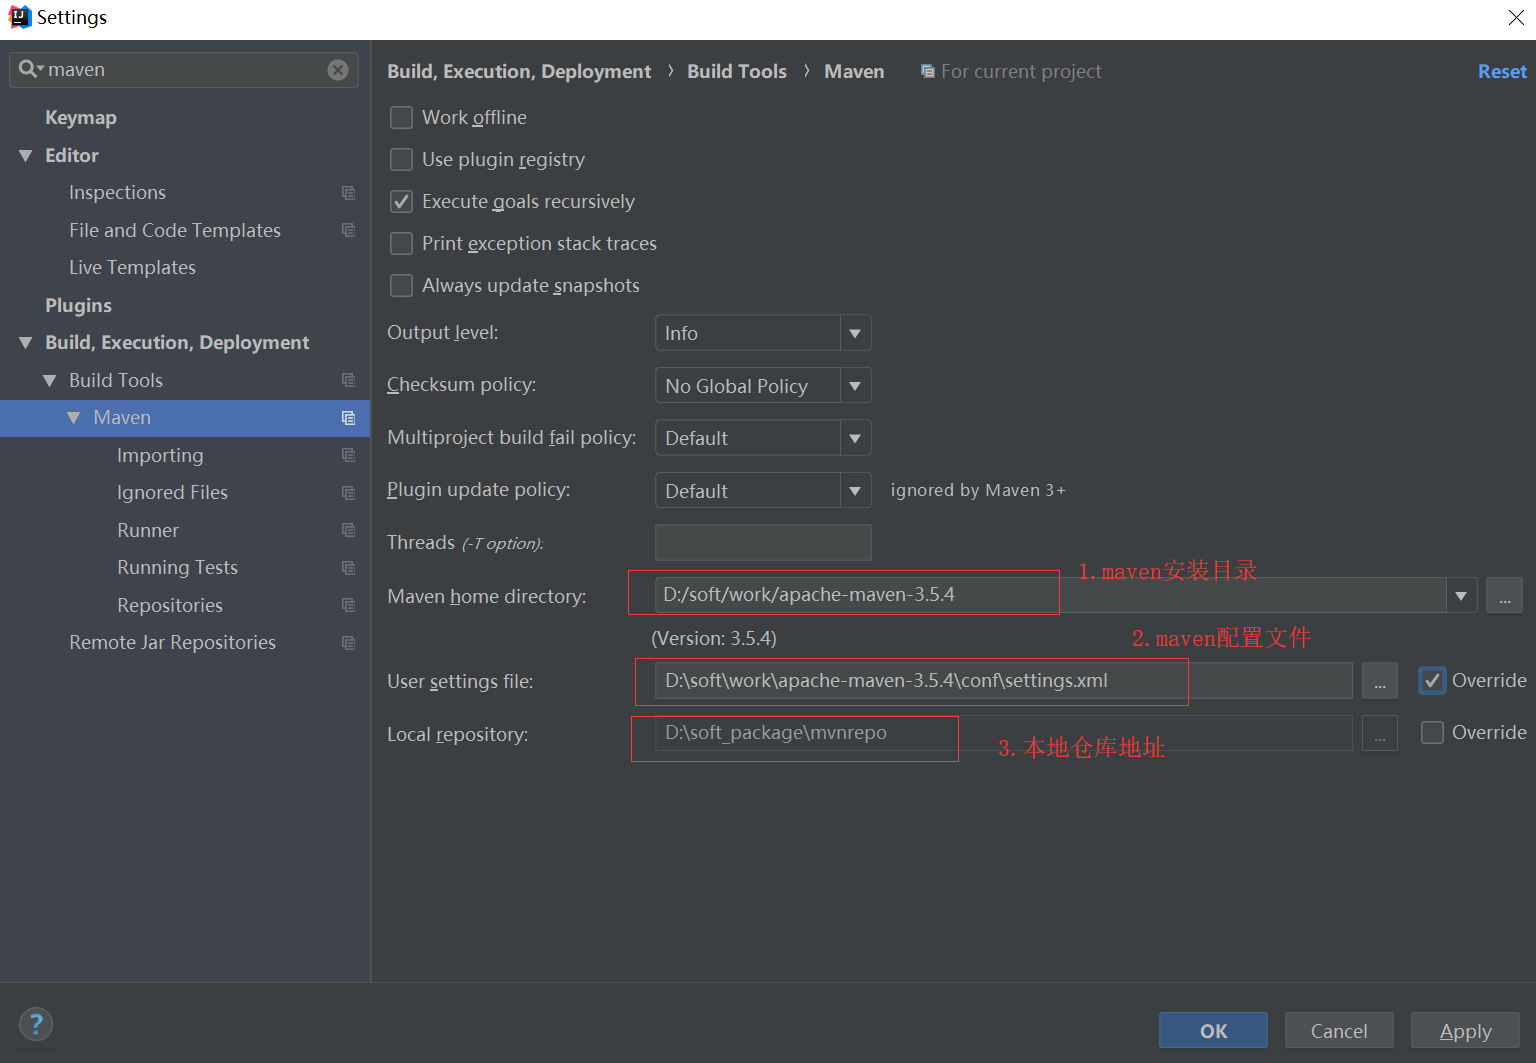 Settings
maven
Keymap
Editor
Inspections
File and Code Templates
Live Templates
Plugins
Build, Execution, Deployment
Build Tools
Maven
Importing
Ignored Files
Runner
Running Tests
Repositories
Remote Jar Repositories
Build, Execution, Deployment › Build Tools › Maven For current project Reset
Work offline
Use plugin registry
Execute goals recursively
Print exception stack traces
Always update snapshots
Output level: Info
Checksum policy: No Global Policy
Multiproject build fail policy: Default
Plugin update policy: Default ignored by Maven 3+
Threads (-T option):
1.maven安装目录
Maven home directory: D:/soft/work/apache-maven-3.5.4 ...
(Version: 3.5.4) 2.maven配置文件
User settings file: D:\soft\work\apache-maven-3.5.4\conf\settings.xml ... Override
Local repository: D:\soft_package\mvnrepo ... Override
3.本地仓库地址
? OK Cancel Apply